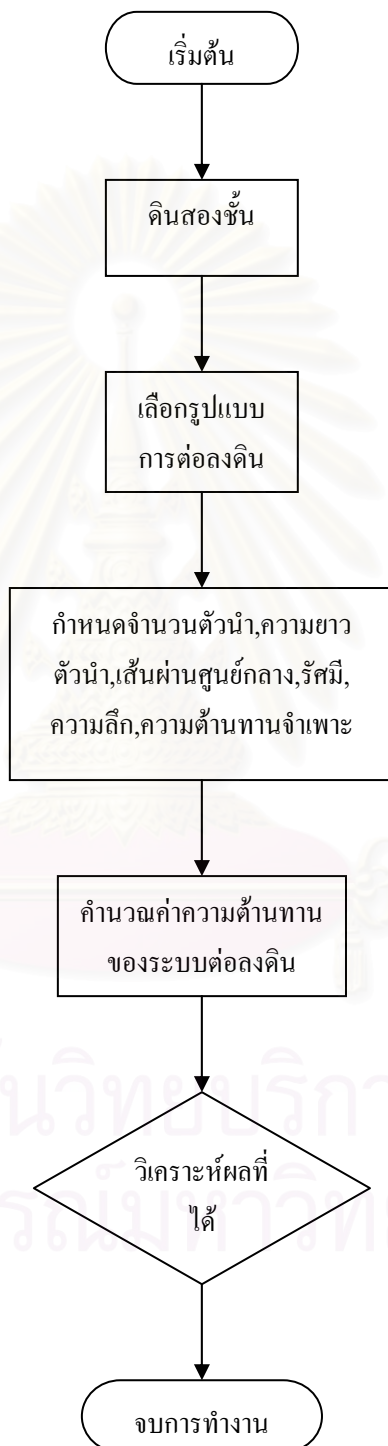 เริ่มต้น
ดินสองชั้น
เลือกรูปแบบ
การต่อลงดิน
กำหนดจำนวนตัวนำ,ความยาว
ตัวนำ,เส้นผ่านศูนย์กลาง,รัศมี,
ความลึก,ความต้านทานจำเพาะ
คำนวณค่าความต้านทาน
ของระบบต่อลงดิน
วิเคราะห์ผลที่
ได้
จบการทำงาน